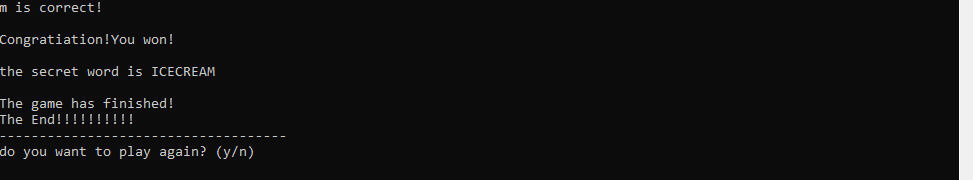 m is correct!
Congratiation!You won!
the secret word is ICECREAM
The game has finished!
The End!!!!!!!!!!
------------------------------------
do you want to play again? (y/n)